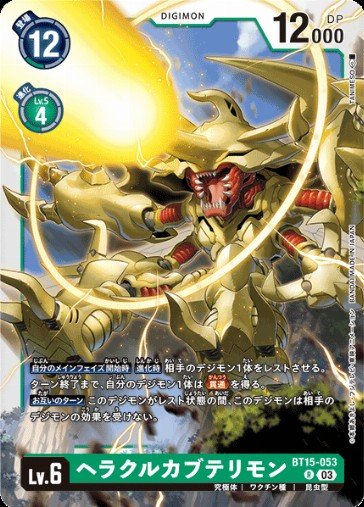 登場
12
DIGIMON
DP
12000
進化
Lv.5
4
TANIMESO
自分のメインフェイズ開始時 進化時 相手のデジモン1体をレストさせる。
ターン終了まで、自分のデジモン1体は 貫通 を得る。
お互いのターン このデジモンがレスト状態の間、このデジモンは相手の
デジモンの効果を受けない。
Lv.6
ヘラクルカブテリモン
BT15-053
R 03
究極体 ワクチン種 昆虫型